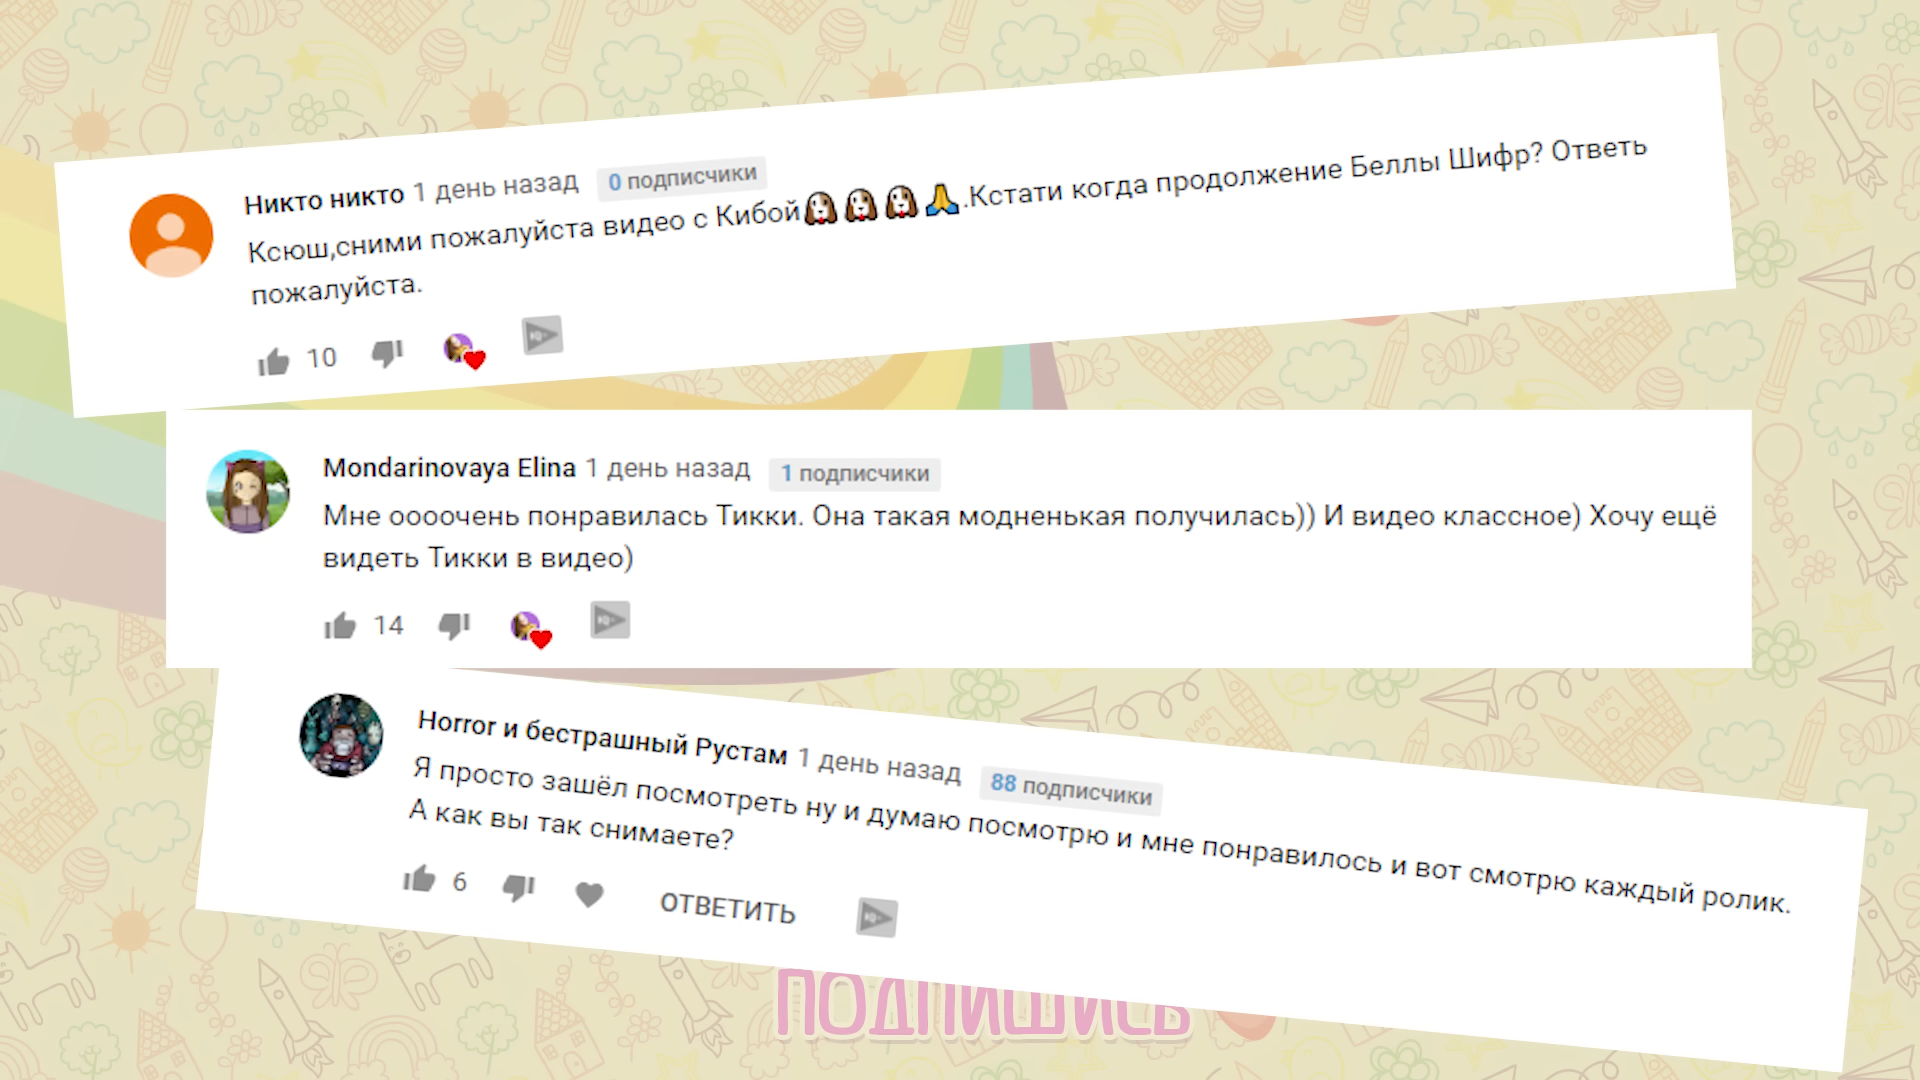 Никто никто 1 день назад 0 подписчики
Ксюш,сними пожалуйста видео с Кибой🐶🐶🐶🙏.Кстати когда продолжение Беллы Шифр? Ответь
пожалуйста.
10
Mondarinovaya Elina 1 день назад 1 подписчики
Мне оооочень понравилась Тикки. Она такая модненькая получилась)) И видео классное) Хочу ещё
видеть Тикки в видео)
14
Horror и бестрашный Рустам 1 день назад 88 подписчики
Я просто зашёл посмотреть ну и думаю посмотрю и мне понравилось и вот смотрю каждый ролик.
А как вы так снимаете?
6 ОТВЕТИТЬ
ПОДПИШИСЬ